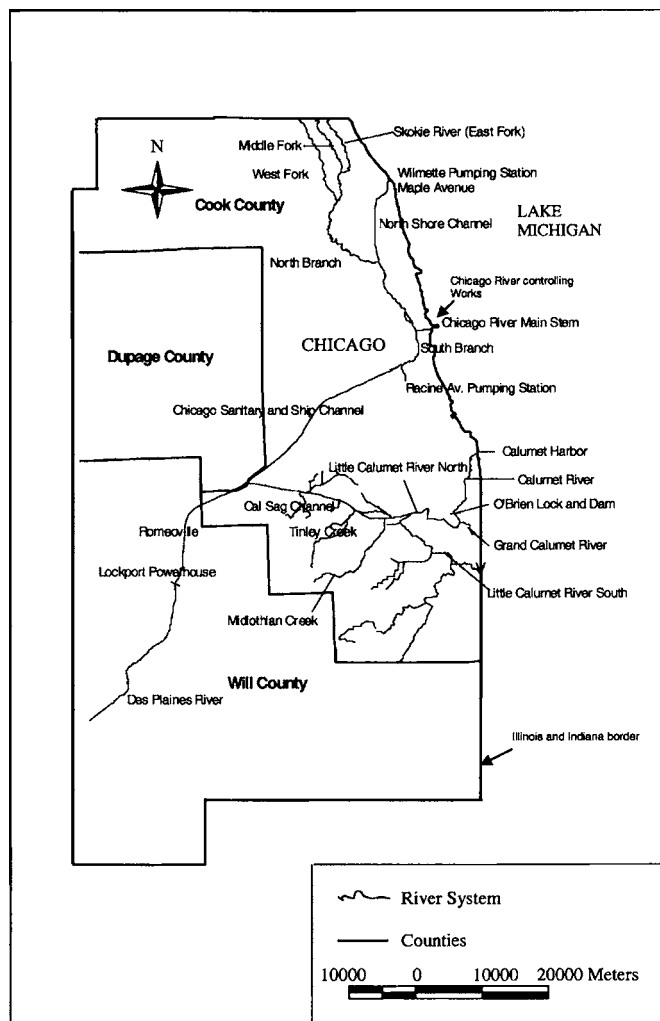 Skokie River (East Fork)
Middle Fork
N
West Fork
Wilmette Pumping Station
Maple Avenue
Cook County
LAKE
MICHIGAN
North Shore Channel
North Branch
Chicago River controlling
Works
Chicago River Main Stem
CHICAGO
South Branch
Dupage County
Racine Av. Pumping Station
Chicago Sanitary and Ship Channel
Calumet Harbor
Little Calumet River North
Calumet River
Cal Sag Channel
O'Brien Lock and Dam
Romeoville
Tinley Creek
Grand Calumet River
Lockport Powerhouse
Little Calumet River South
Midlothian Creek
Will County
Des Plaines River
Illinois and Indiana border
River System
Counties
10000 0 10000 20000 Meters